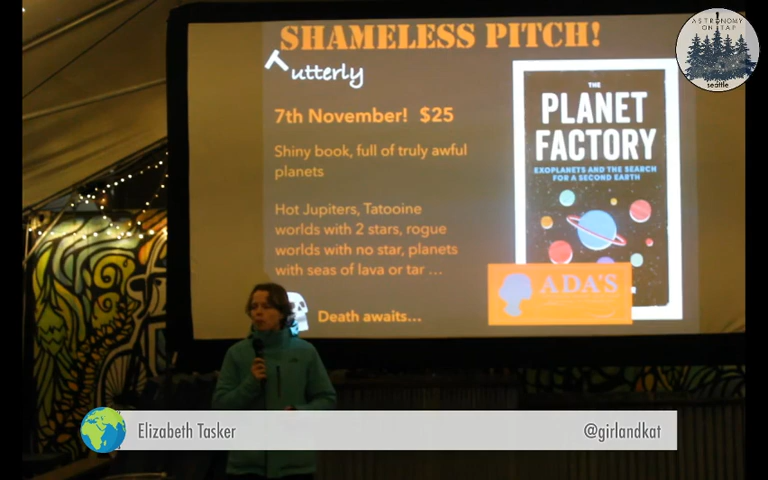 SHAMELESS PITCH!
utterly
7th November! $25
Shiny book, full of truly awful
planets
Hot Jupiters, Tatooine
worlds with 2 stars, rogue
worlds with no star, planets
with seas of lava or tar ...
Death awaits...
THE
PLANET
FACTORY
EXOPLANETS AND THE SEARCH
FOR A SECOND EARTH
ADA'S
ASTRONOMY
ON TAP
seattle
Elizabeth Tasker
@girlandkat